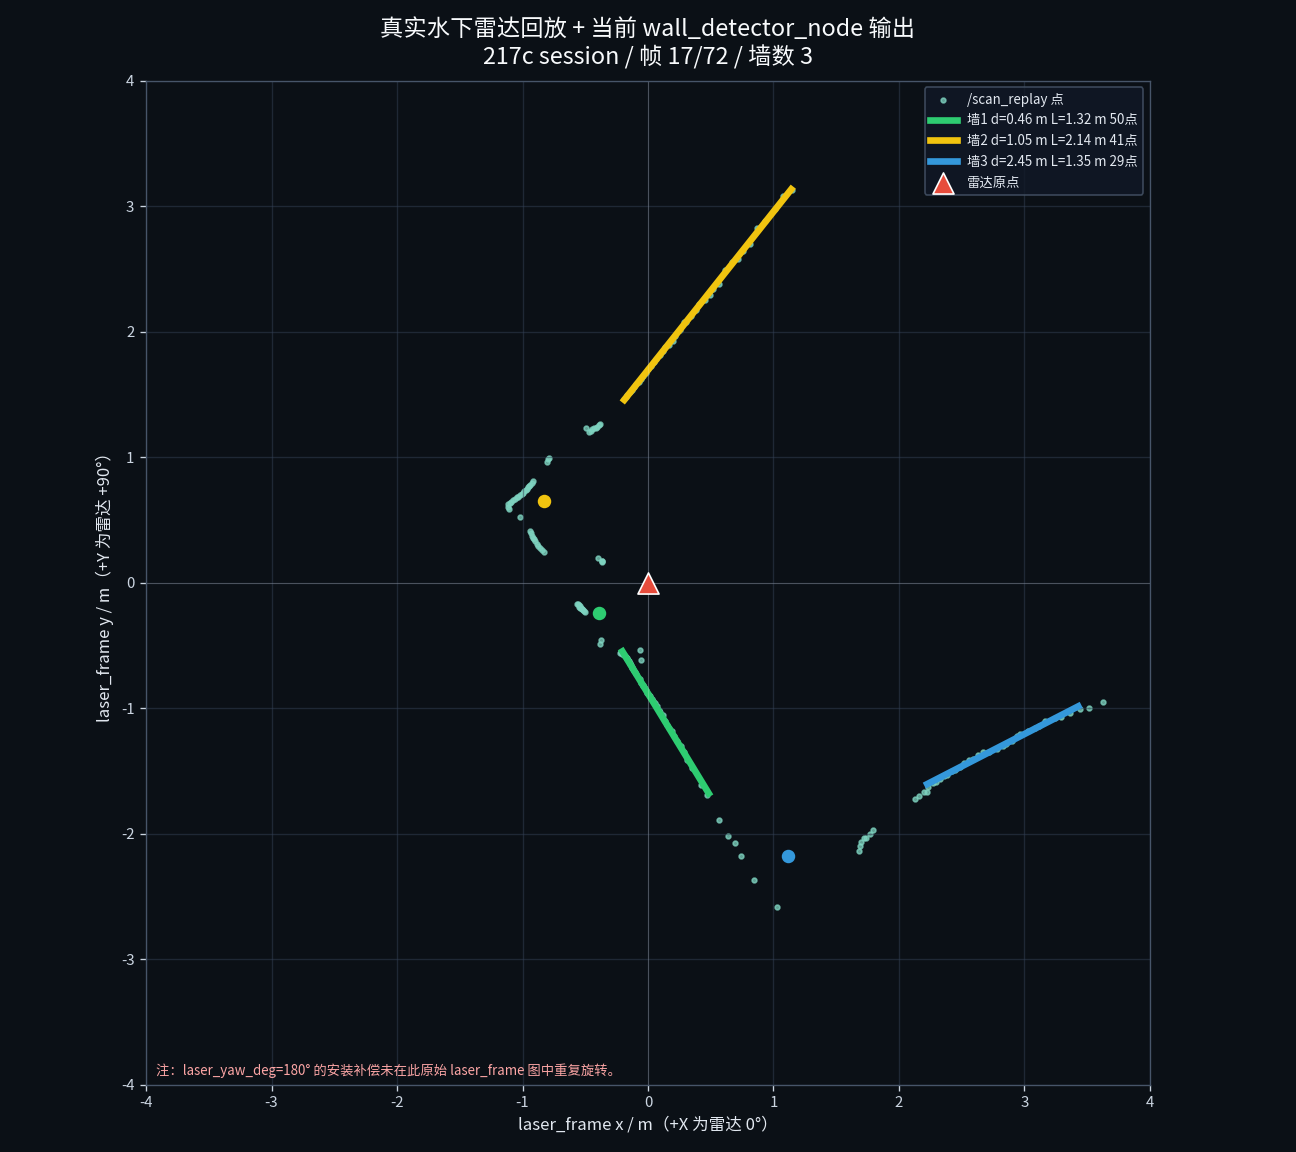 真实水下雷达回放 + 当前 wall_detector_node 输出
217c session / 帧 17/72 / 墙数 3
/scan_replay 点
墙1 d=0.46 m L=1.32 m 50点
墙2 d=1.05 m L=2.14 m 41点
墙3 d=2.45 m L=1.35 m 29点
雷达原点
4
3
2
1
0
-1
-2
-3
-4
laser_frame y / m（+Y 为雷达 +90°）
注：laser_yaw_deg=180° 的安装补偿未在此原始 laser_frame 图中重复旋转。
-4
-3
-2
-1
0
1
2
3
4
laser_frame x / m（+X 为雷达 0°）